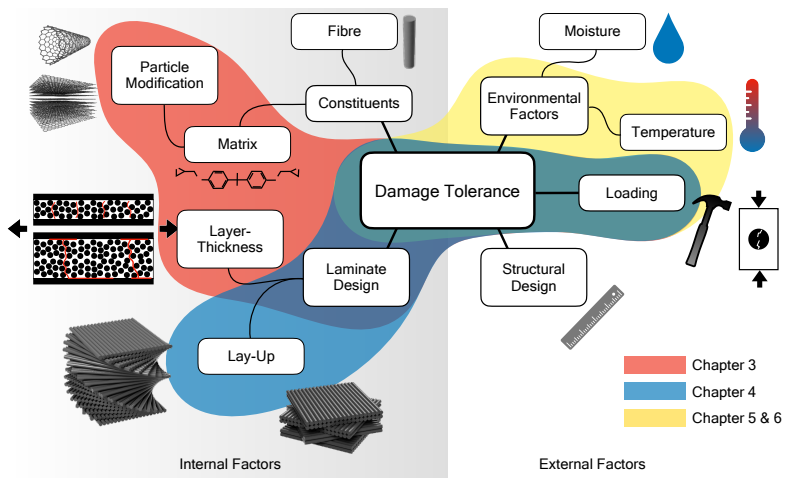 Fibre
Moisture
Particle
Modification
Constituents
Environmental
Factors
Matrix
Temperature
Damage Tolerance
Loading
Layer-
Thickness
Laminate
Design
Structural
Design
Lay-Up
Chapter 3
Chapter 4
Chapter 5 & 6
Internal Factors
External Factors